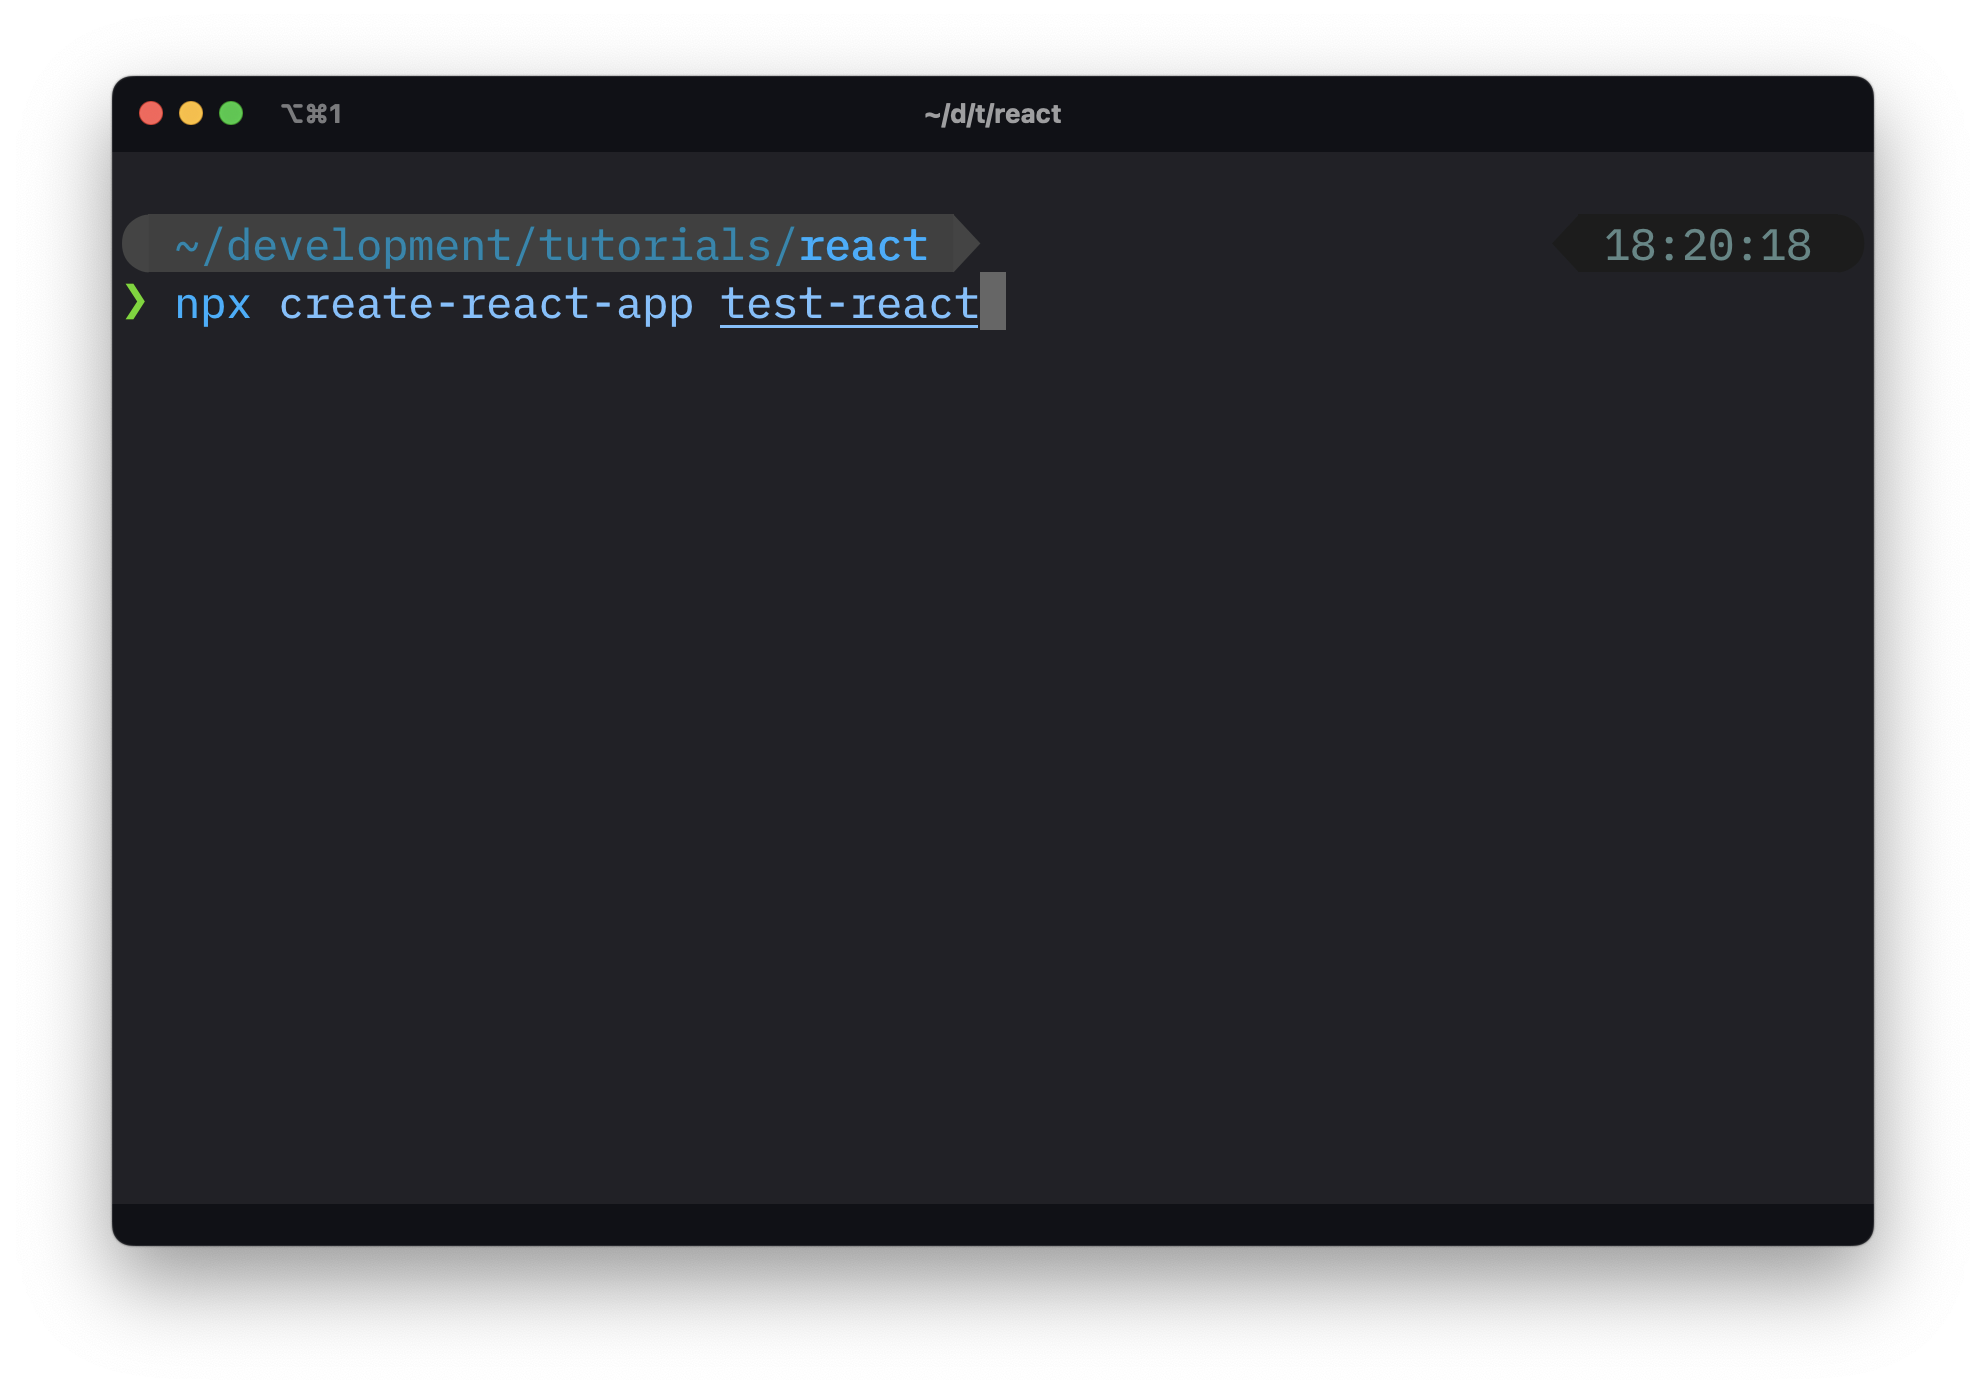 ⌥⌘1
~/d/t/react
~/development/tutorials/react 18:20:18
❯ npx create-react-app test-react